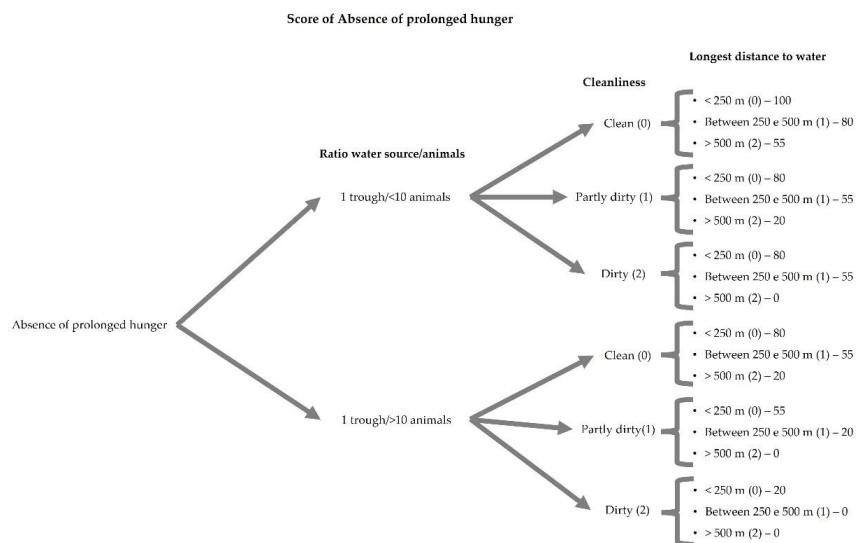 Score of Absence of prolonged hunger
Longest distance to water
Cleanliness
Ratio water source/animals
Absence of prolonged hunger
1 trough/<10 animals
Clean (0)
• < 250 m (0) – 100
• Between 250 e 500 m (1) – 80
• > 500 m (2) – 55
Partly dirty (1)
• < 250 m (0) – 80
• Between 250 e 500 m (1) – 55
• > 500 m (2) – 20
Dirty (2)
• < 250 m (0) – 80
• Between 250 e 500 m (1) – 55
• > 500 m (2) – 0
1 trough/>10 animals
Clean (0)
• < 250 m (0) – 80
• Between 250 e 500 m (1) – 55
• > 500 m (2) – 20
Partly dirty(1)
• < 250 m (0) – 55
• Between 250 e 500 m (1) – 20
• > 500 m (2) – 0
Dirty (2)
• < 250 m (0) – 20
• Between 250 e 500 m (1) – 0
• > 500 m (2) – 0